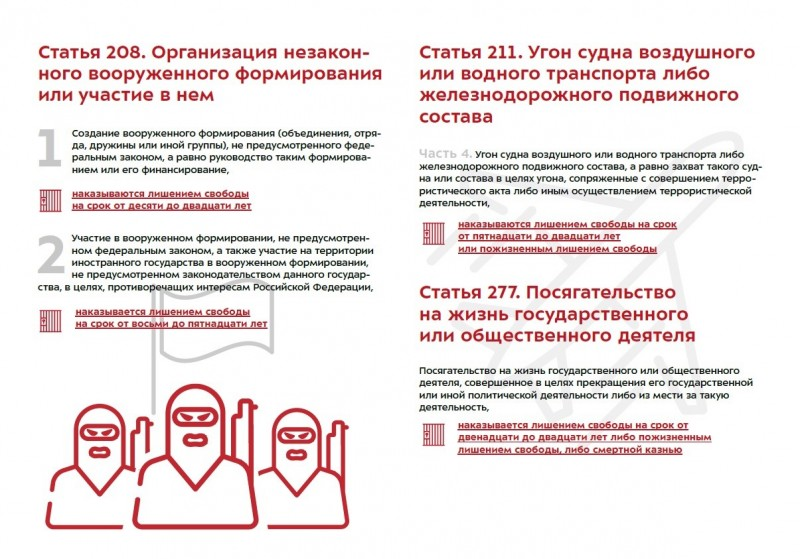 Статья 208. Организация незакон-
ного вооруженного формирования
или участие в нем
1
Создание вооруженного формирования (объединения, отря-
да, дружины или иной группы), не предусмотренного феде-
ральным законом, а равно руководство таким формирова-
нием или его финансирование,
наказываются лишением свободы
на срок от десяти до двадцати лет
2
Участие в вооруженном формировании, не предусмотрен-
ном федеральным законом, а также участие на территории
иностранного государства в вооруженном формировании,
не предусмотренном законодательством данного государ-
ства, в целях, противоречащих интересам Российской Федерации,
наказывается лишением свободы
на срок от восьми до пятнадцати лет
Статья 211. Угон судна воздушного
или водного транспорта либо
железнодорожного подвижного
состава
Часть 4. Угон судна воздушного или водного транспорта либо
железнодорожного подвижного состава, а равно захват такого суд-
на или состава в целях угона, сопряженные с совершением терро-
ристического акта либо иным осуществлением террористической
деятельности,
наказываются лишением свободы на срок
от пятнадцати до двадцати лет
или пожизненным лишением свободы
Статья 277. Посягательство
на жизнь государственного
или общественного деятеля
Посягательство на жизнь государственного или общественного
деятеля, совершенное в целях прекращения его государственной
или иной политической деятельности либо из мести за такую
деятельность,
наказывается лишением свободы на срок от
двенадцати до двадцати лет либо пожизненным
лишением свободы, либо смертной казнью